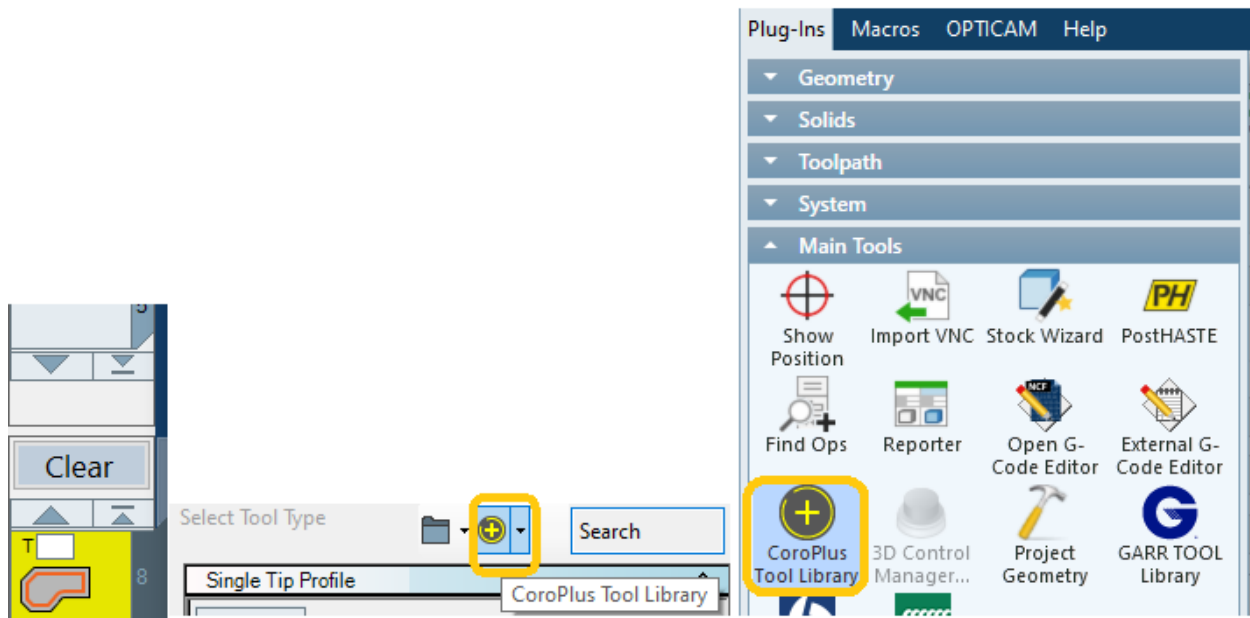 5
Clear
T
8
Select Tool Type
Search
Single Tip Profile
CoroPlus Tool Library
Plug-Ins Macros OPTICAM Help
Geometry
Solids
Toolpath
System
Main Tools
VNC PH
Show Position Import VNC Stock Wizard PostHASTE
NCF
Find Ops Reporter Open G-Code Editor External G-Code Editor
G
CoroPlus Tool Library 3D Control Manager... Project Geometry GARR TOOL Library